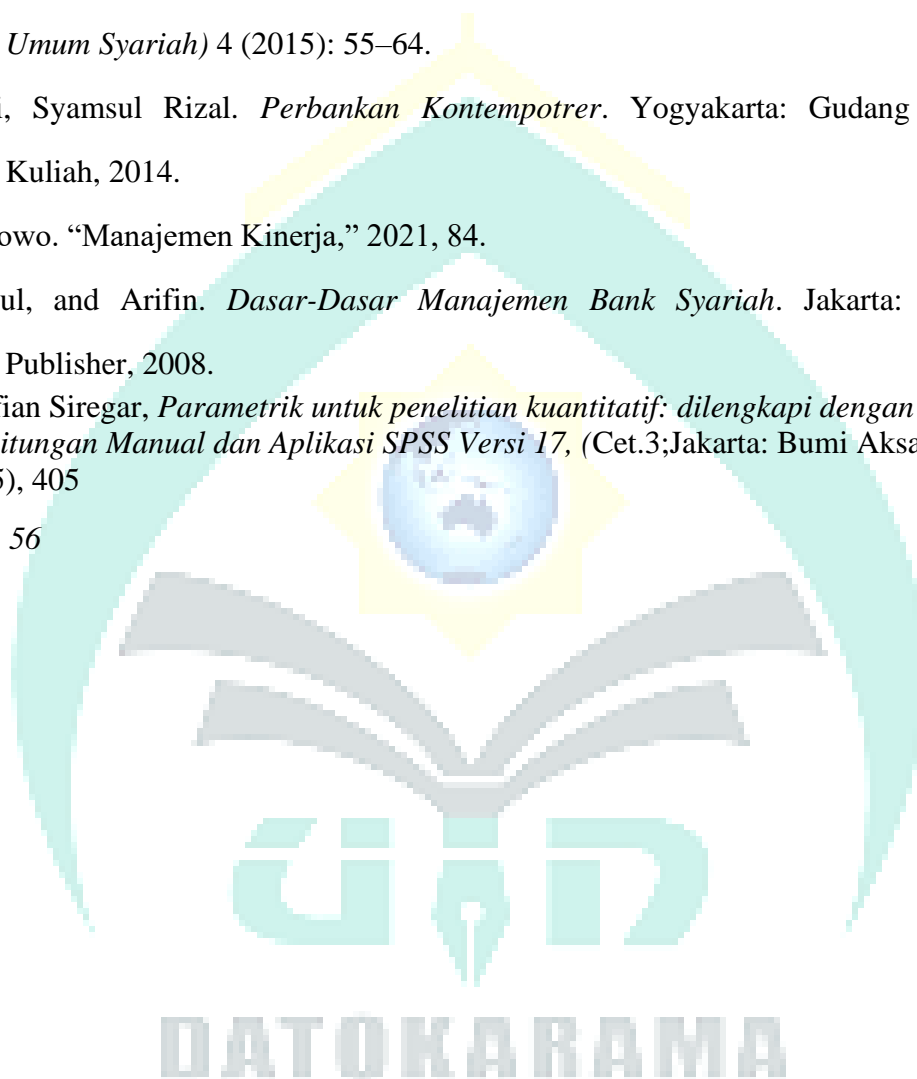 Umum Syariah) 4 (2015): 55–64.
i, Syamsul Rizal. Perbankan Kontempotrer. Yogyakarta: Gudang
Kuliah, 2014.
owo. “Manajemen Kinerja,” 2021, 84.
ul, and Arifin. Dasar-Dasar Manajemen Bank Syariah. Jakarta:
Publisher, 2008.
fian Siregar, Parametrik untuk penelitian kuantitatif: dilengkapi dengan
itungan Manual dan Aplikasi SPSS Versi 17, (Cet.3;Jakarta: Bumi Aksa
), 405
56
uin
DATOKARAMA